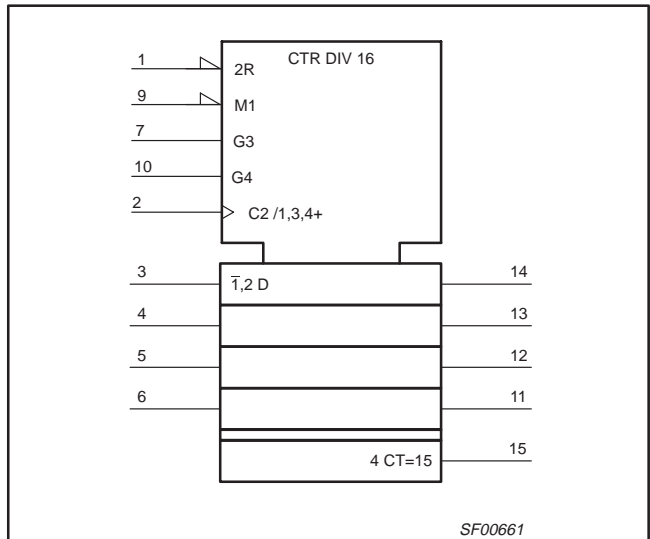 CTR DIV 16
1 2R
9 M1
7 G3
10 G4
2 C2 /1,3,4+
3 1̅,2 D 14
4 13
5 12
6 11
4 CT=15 15
SF00661